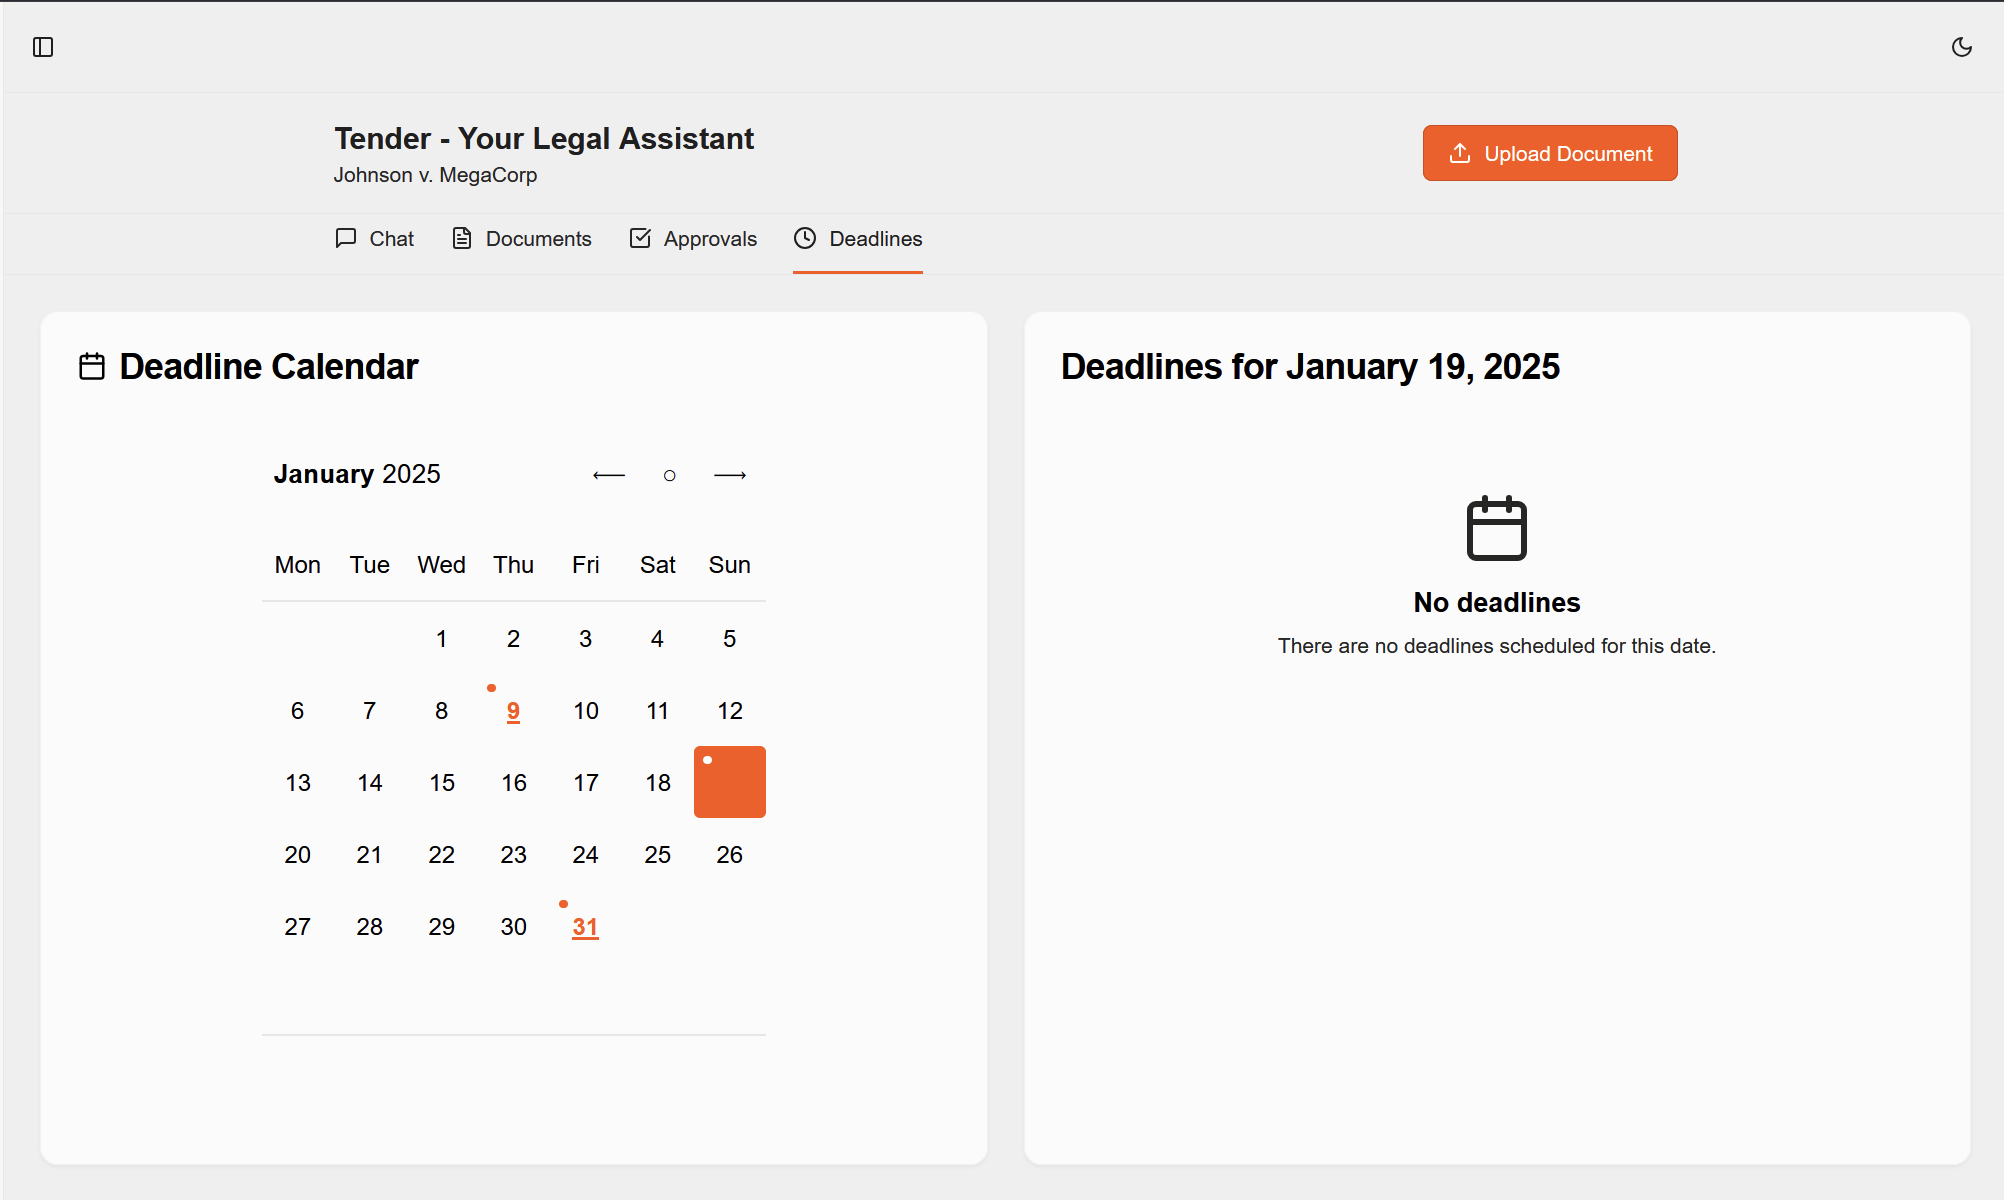 Tender - Your Legal Assistant
Johnson v. MegaCorp
Upload Document
Chat Documents Approvals Deadlines
Deadline Calendar
January 2025
Mon Tue Wed Thu Fri Sat Sun
1 2 3 4 5
6 7 8 9 10 11 12
13 14 15 16 17 18
20 21 22 23 24 25 26
27 28 29 30 31
Deadlines for January 19, 2025
No deadlines
There are no deadlines scheduled for this date.